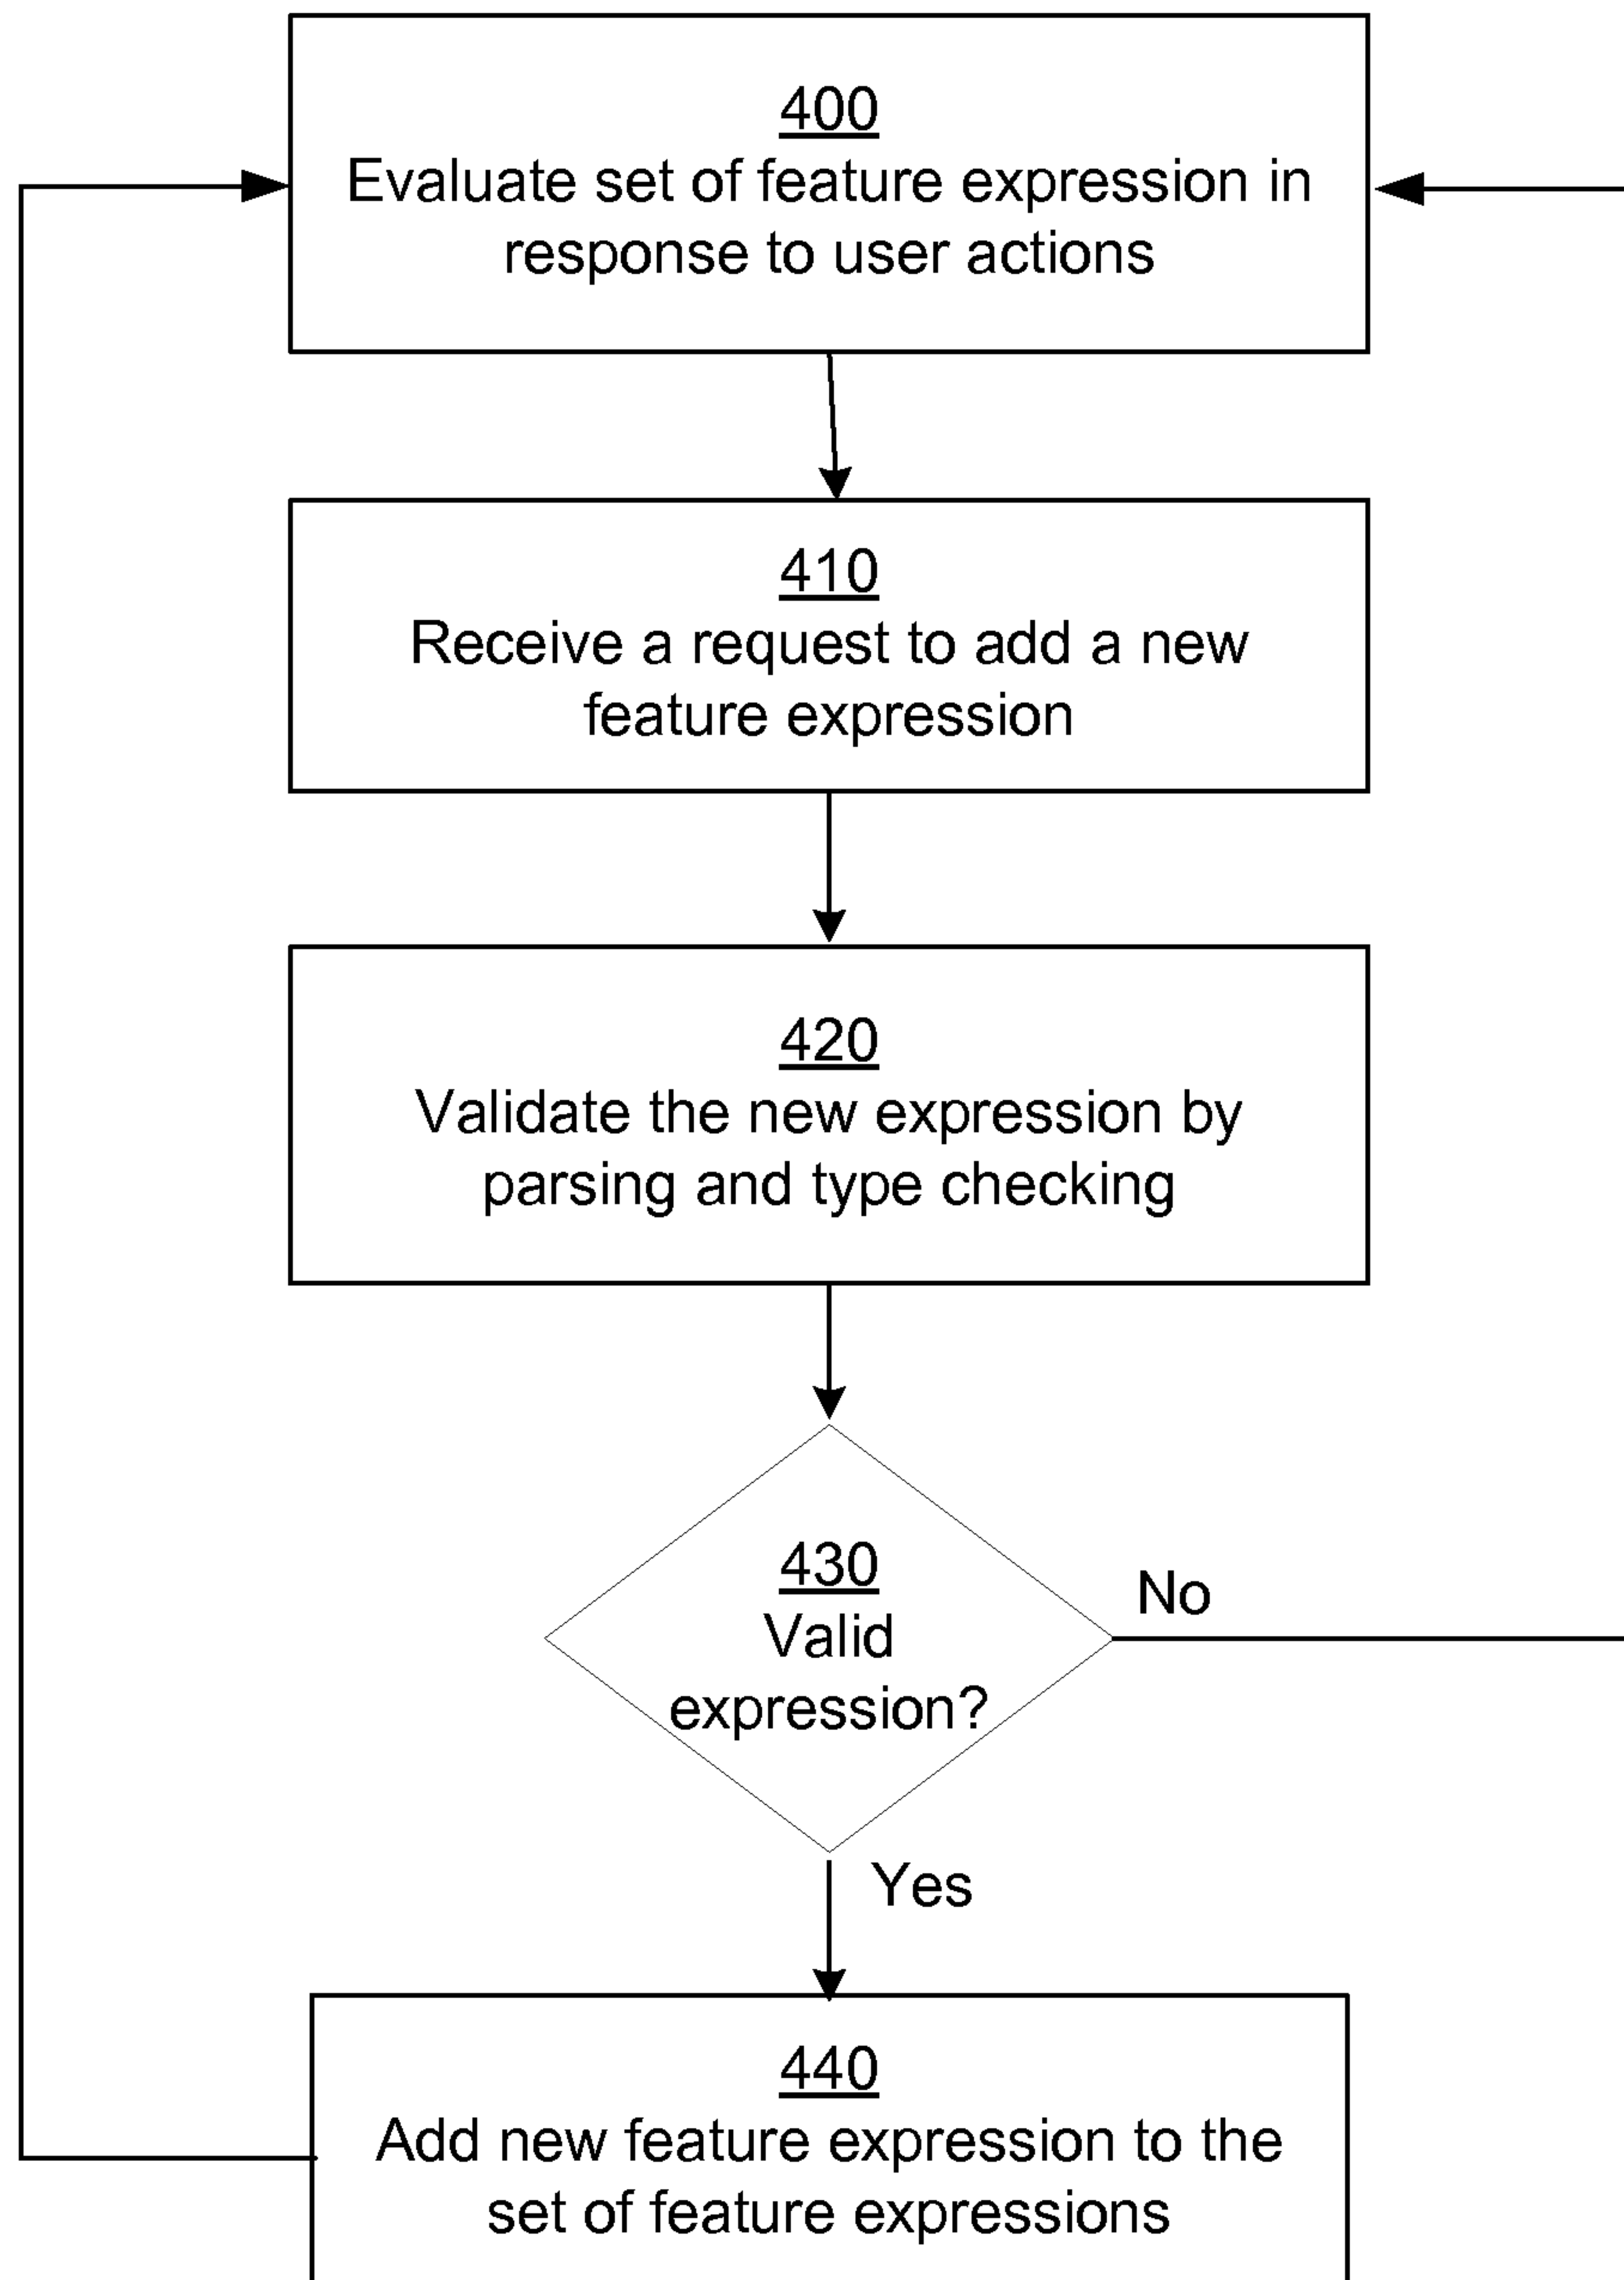 400
Evaluate set of feature expression in
response to user actions
410
Receive a request to add a new
feature expression
420
Validate the new expression by
parsing and type checking
430
Valid
expression?
No
Yes
440
Add new feature expression to the
set of feature expressions